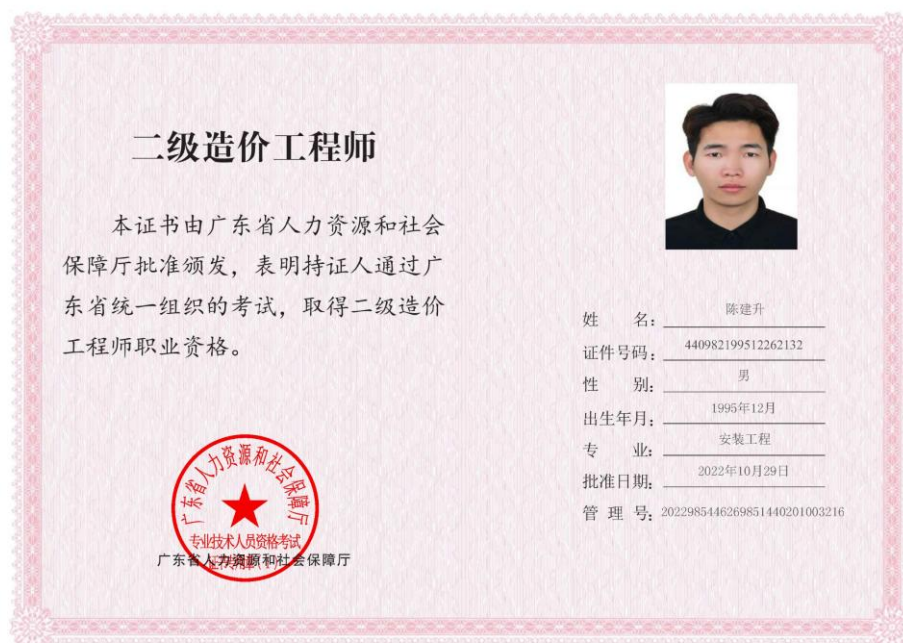 二级造价工程师
本证书由广东省人力资源和社会
保障厅批准颁发，表明持证人通过广
东省统一组织的考试，取得二级造价
工程师职业资格。
广东省人力资源和社会保障厅
专业技术人员资格考试
广东省人力资源和社会保障厅
姓 名：陈建升
证件号码：440982199512262132
性 别：男
出生年月：1995年12月
专 业：安装工程
批准日期：2022年10月29日
管 理 号：2022985446269851440201003216